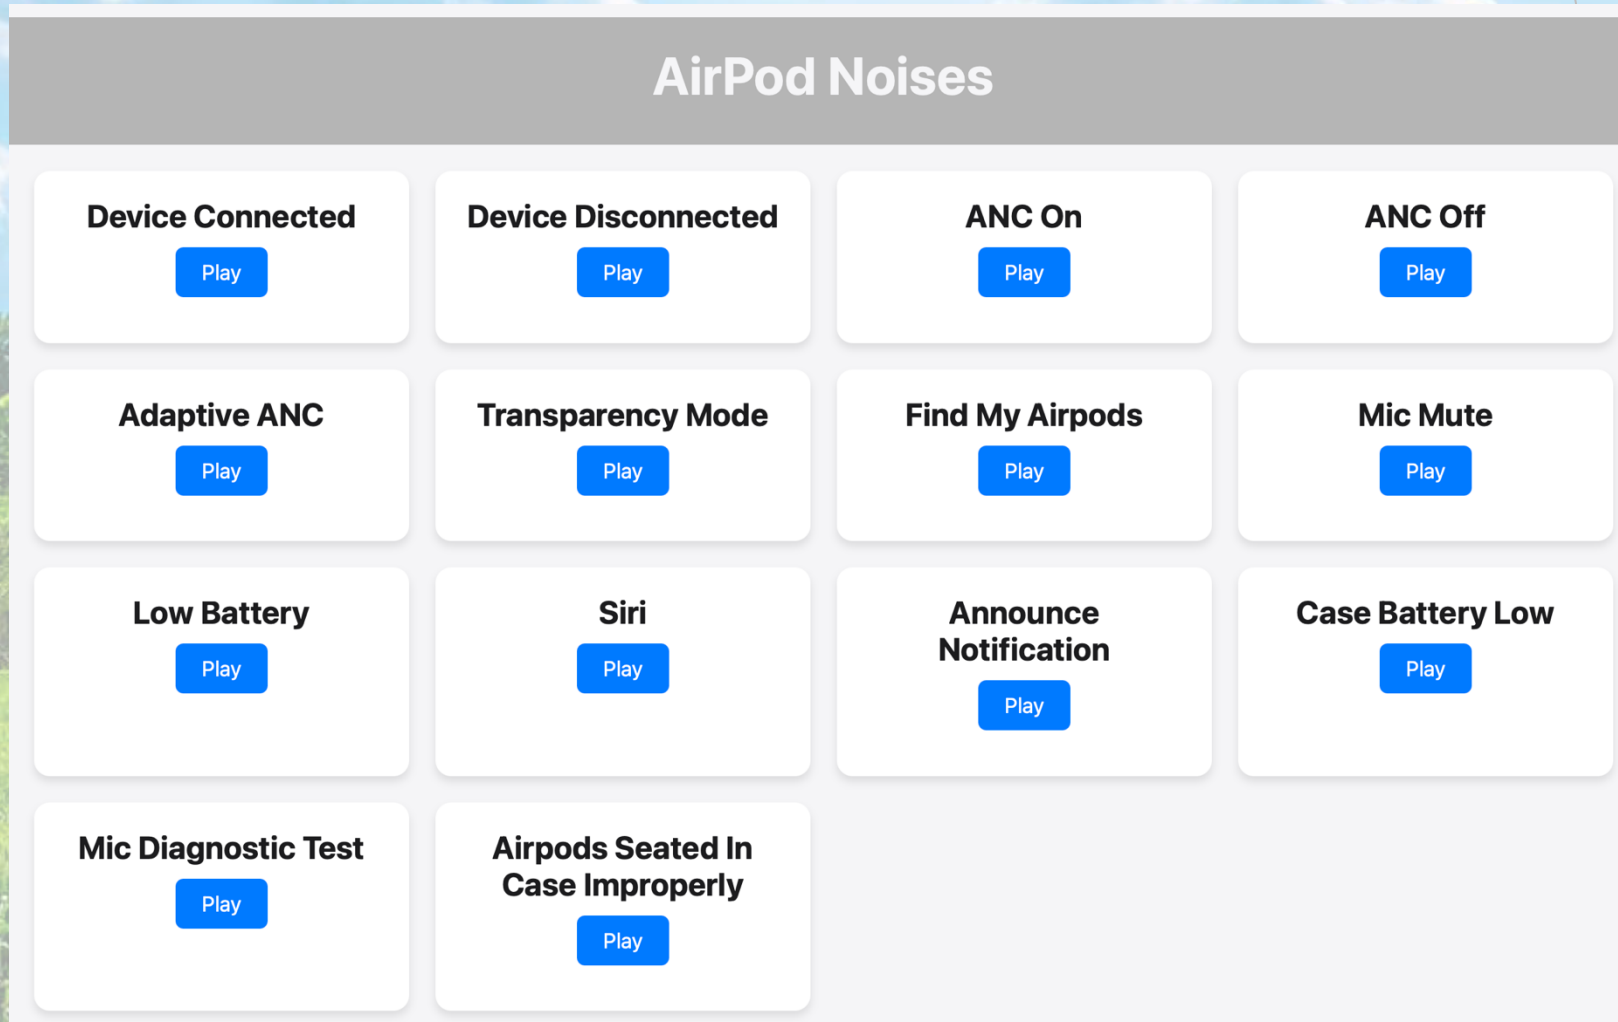 AirPod Noises
Device Connected
Play
Device Disconnected
Play
ANC On
Play
ANC Off
Play
Adaptive ANC
Play
Transparency Mode
Play
Find My Airpods
Play
Mic Mute
Play
Low Battery
Play
Siri
Play
Announce
Notification
Play
Case Battery Low
Play
Mic Diagnostic Test
Play
Airpods Seated In
Case Improperly
Play